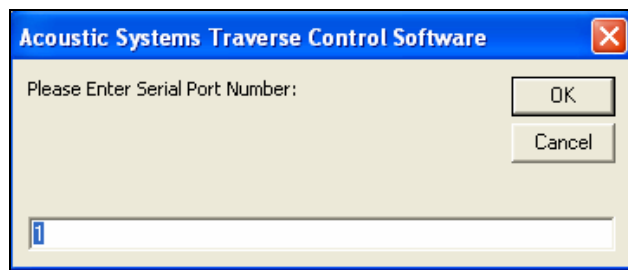 Acoustic Systems Traverse Control Software
Please Enter Serial Port Number:
OK
Cancel
1